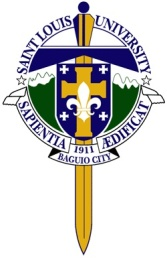 SAINT LOUIS UNIVERSITY
SAPIENTIA ÆDIFICAT
1911
BAGUIO CITY